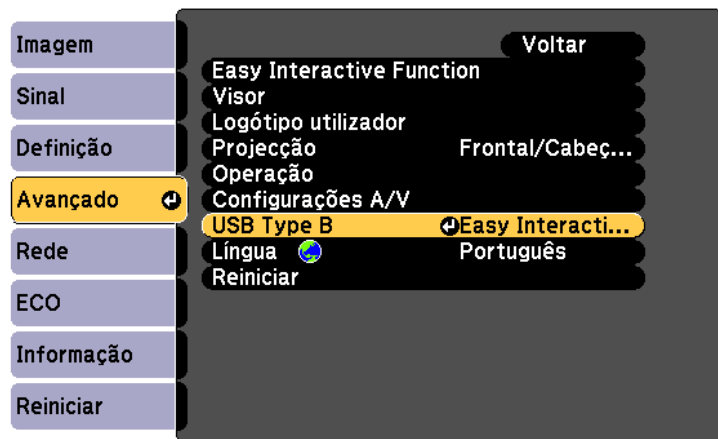 Imagem
Sinal
Definição
Avançado
Rede
ECO
Informação
Reiniciar
Voltar
Easy Interactive Function
Visor
Logótipo utilizador
Projecção Frontal/Cabeç...
Operação
Configurações A/V
USB Type B Easy Interacti...
Língua Português
Reiniciar